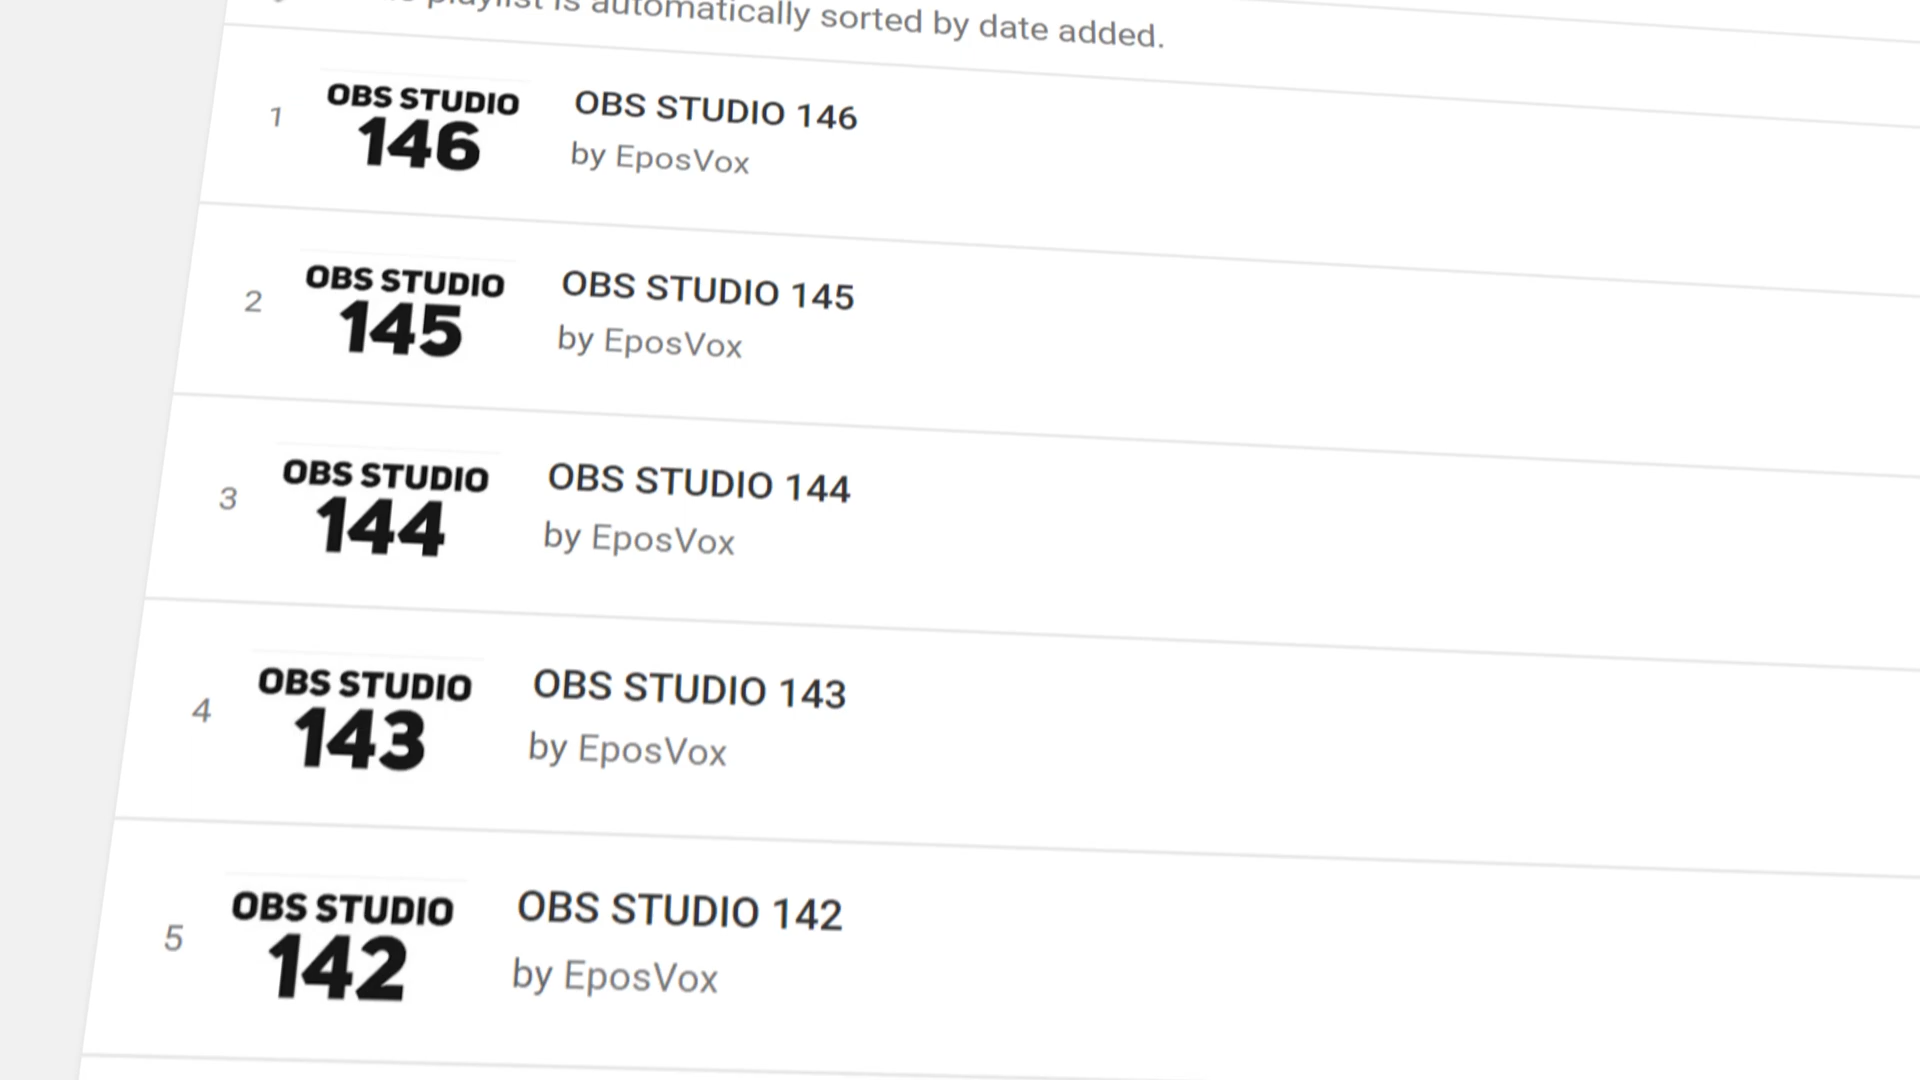 playlist is automatically sorted by date added.
1
OBS STUDIO
146
OBS STUDIO 146
by EposVox
2
OBS STUDIO
145
OBS STUDIO 145
by EposVox
3
OBS STUDIO
144
OBS STUDIO 144
by EposVox
4
OBS STUDIO
143
OBS STUDIO 143
by EposVox
5
OBS STUDIO
142
OBS STUDIO 142
by EposVox